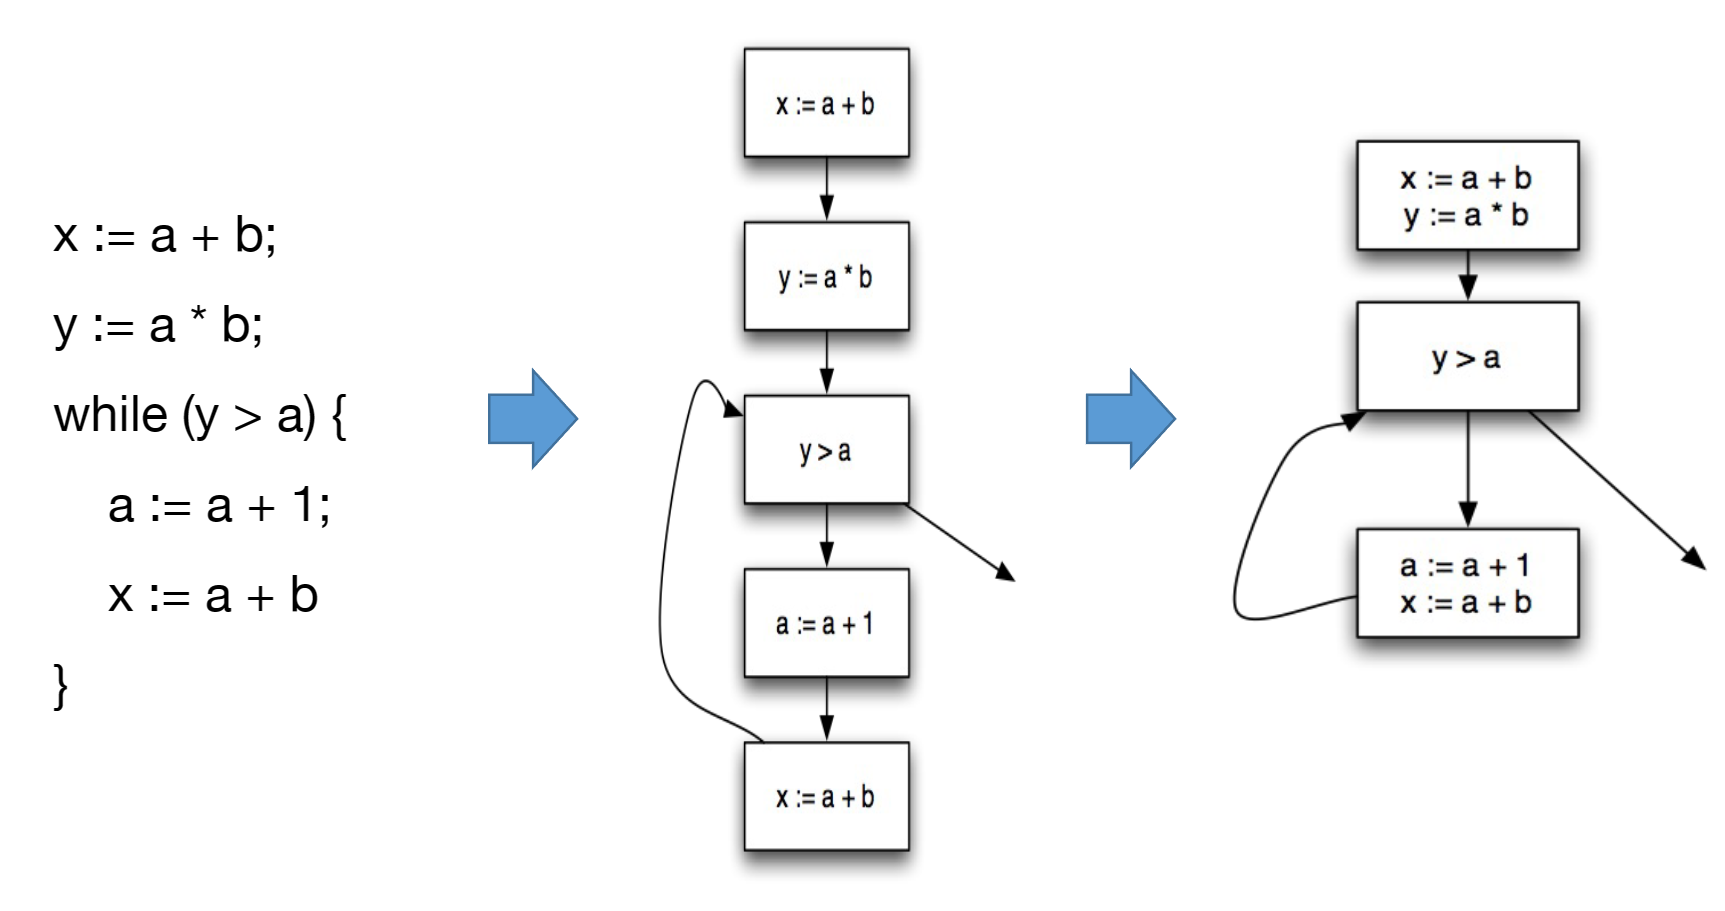 x := a + b;
y := a * b;
while (y > a) {
a := a + 1;
x := a + b
}
x := a + b
y := a * b
y > a
a := a + 1
x := a + b
x := a + b
y := a * b
y > a
a := a + 1
x := a + b